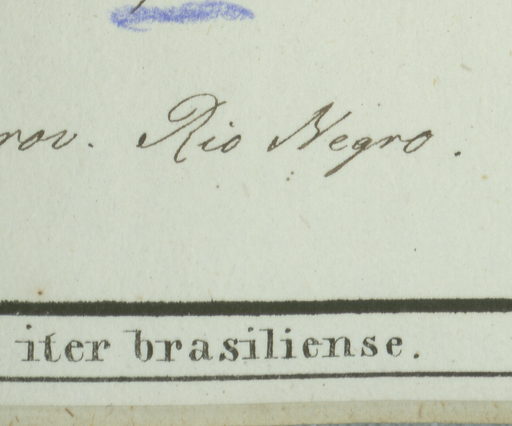 rov. Rio Negro.
iter brasiliense.